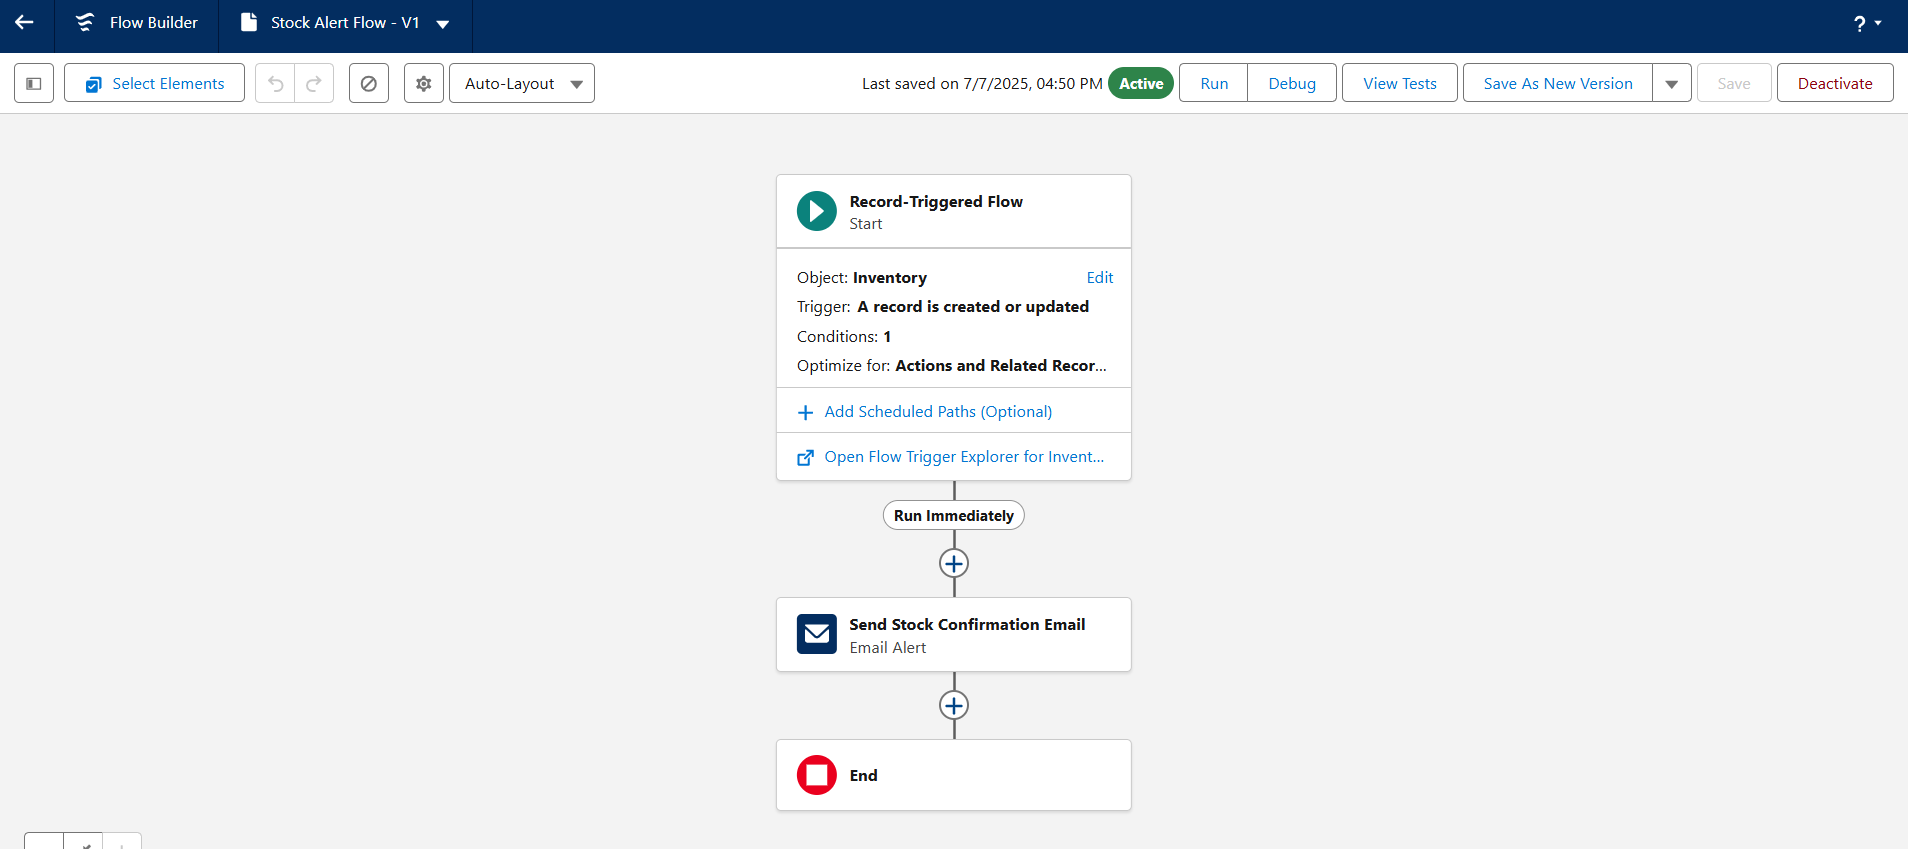 Flow Builder
Stock Alert Flow - V1
?
Select Elements
Auto-Layout
Last saved on 7/7/2025, 04:50 PM
Active
Run
Debug
View Tests
Save As New Version
Save
Deactivate
Record-Triggered Flow
Start
Object: Inventory
Edit
Trigger: A record is created or updated
Conditions: 1
Optimize for: Actions and Related Recor...
Add Scheduled Paths (Optional)
Open Flow Trigger Explorer for Invent...
Run Immediately
Send Stock Confirmation Email
Email Alert
End